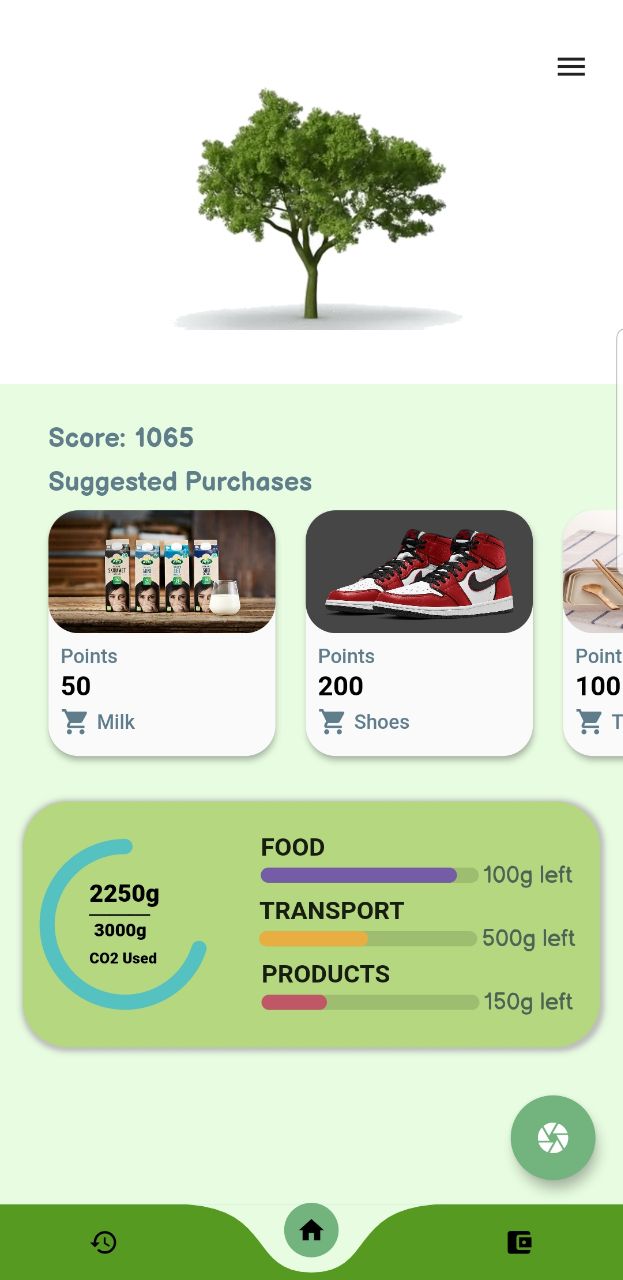 Score: 1065
Suggested Purchases
Points
50
Milk
Points
200
Shoes
Point
100
T
2250g
3000g
CO2 Used
FOOD
100g left
TRANSPORT
500g left
PRODUCTS
150g left